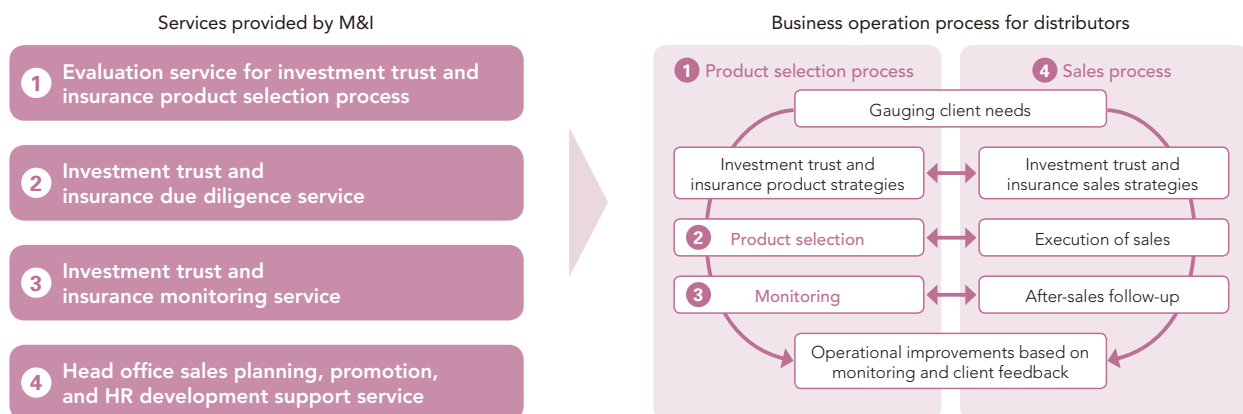 Services provided by M&I
1 Evaluation service for investment trust and
insurance product selection process
2 Investment trust and
insurance due diligence service
3 Investment trust and
insurance monitoring service
4 Head office sales planning, promotion,
and HR development support service
Business operation process for distributors
1 Product selection process
4 Sales process
Gauging client needs
Investment trust and
insurance product strategies
Investment trust and
insurance sales strategies
2 Product selection
Execution of sales
3 Monitoring
After-sales follow-up
Operational improvements based on
monitoring and client feedback